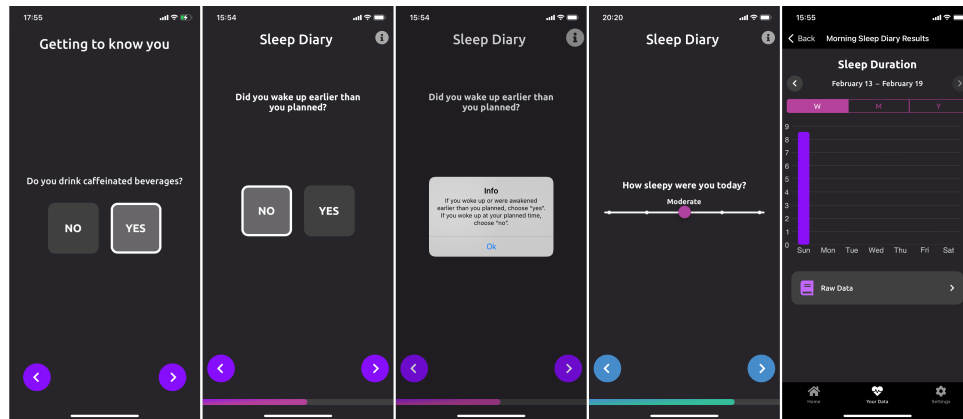 17:55
Getting to know you
Do you drink caffeinated beverages?
NO
YES
15:54
Sleep Diary
i
Did you wake up earlier than
you planned?
NO
YES
15:54
Sleep Diary
i
Did you wake up earlier than
you planned?
Info
If you woke up or were awakened
earlier than you planned, choose "yes".
If you woke up at your planned time,
choose "no".
Ok
20:20
Sleep Diary
i
How sleepy were you today?
Moderate
15:55
Back Morning Sleep Diary Results
Sleep Duration
February 13 – February 19
W M Y
9
8
7
6
5
4
3
2
1
0
Sun Mon Tue Wed Thu Fri Sat
Raw Data
Home Your Data Settings